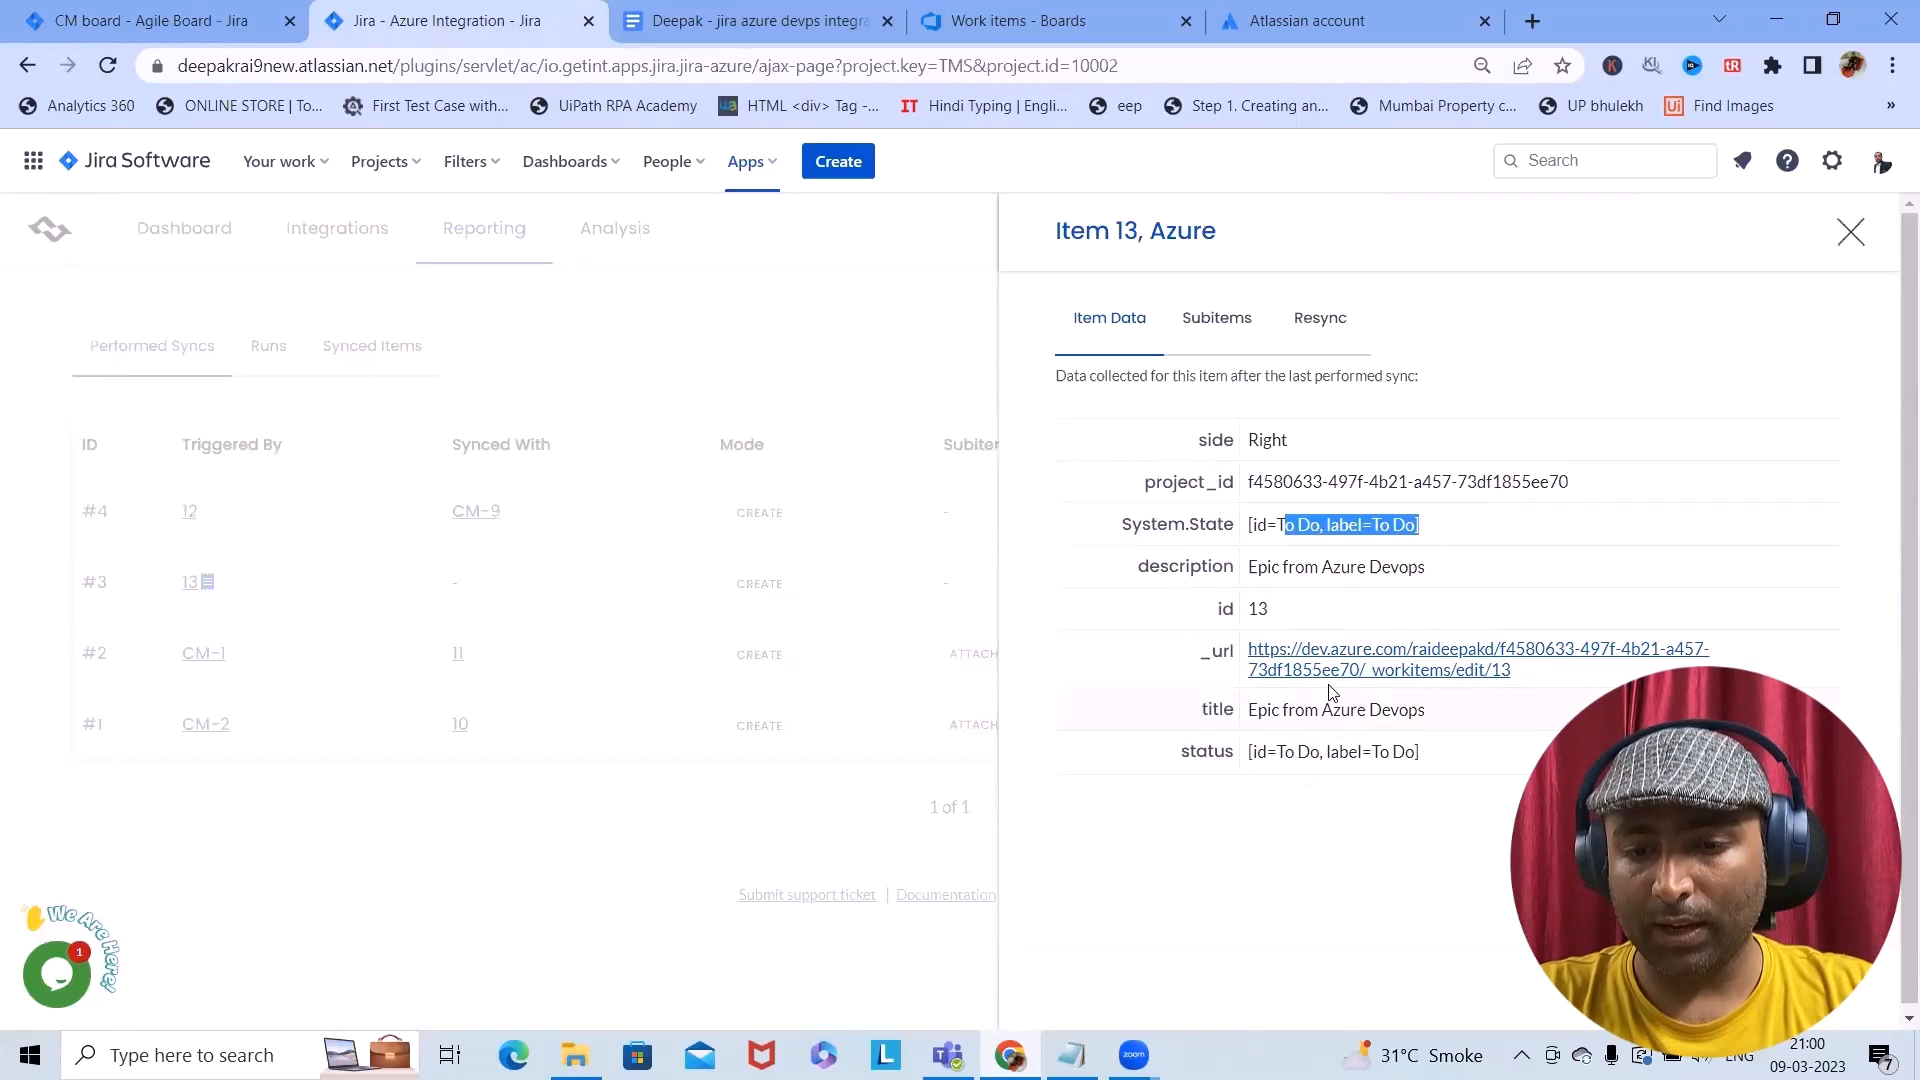 CM board - Agile Board - Jira
Jira - Azure Integration - Jira
Deepak - jira azure devps integra
Work items - Boards
Atlassian account
deepakrai9new.atlassian.net/plugins/servlet/ac/io.getint.apps.jira.jira-azure/ajax-page?project.key=TMS&project.id=10002
Analytics 360
ONLINE STORE | To...
First Test Case with...
UiPath RPA Academy
HTML <div> Tag -...
IT Hindi Typing | Engli...
eep
Step 1. Creating an...
Mumbai Property c...
UP bhulekh
Find Images
»
Jira Software
Your work
Projects
Filters
Dashboards
People
Apps
Create
Search
Dashboard
Integrations
Reporting
Analysis
Item 13, Azure
Item Data
Subitems
Resync
Performed Syncs
Runs
Synced Items
Data collected for this item after the last performed sync:
ID Triggered By Synced With Mode Subiter
#4 12 CM-9 CREATE -
#3 13 - CREATE -
#2 CM-1 11 CREATE ATTACH
#1 CM-2 10 CREATE ATTACH
1 of 1
side Right
project_id f4580633-497f-4b21-a457-73df1855ee70
System.State [id=To Do, label=To Do]
description Epic from Azure Devops
id 13
_url https://dev.azure.com/raideepakd/f4580633-497f-4b21-a457-
73df1855ee70/_workitems/edit/13
title Epic from Azure Devops
status [id=To Do, label=To Do]
Submit support ticket | Documentation
We Are Here!
1
Type here to search
31°C Smoke
ENG
21:00
09-03-2023
7